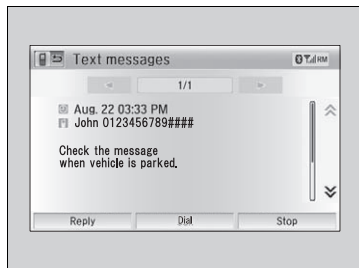 Text messages
RM
1/1
Aug. 22 03:33 PM
John 0123456789####
Check the message
when vehicle is parked.
Reply Dial Stop